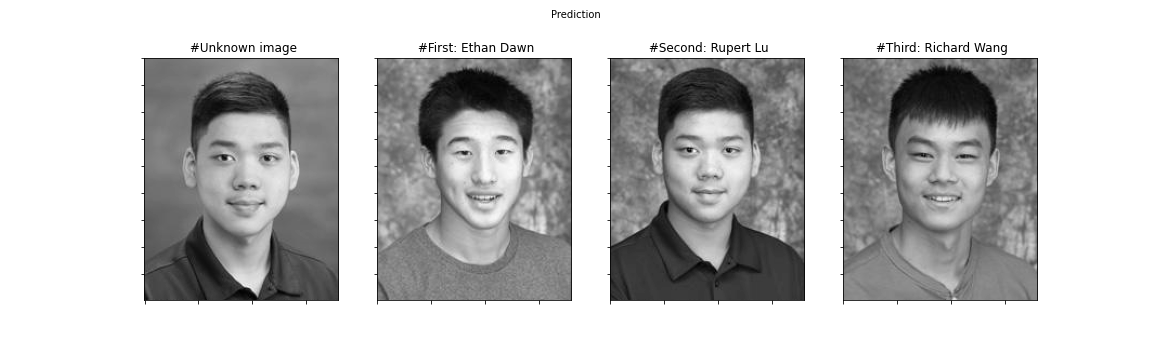 Prediction
#Unknown image
#First: Ethan Dawn
#Second: Rupert Lu
#Third: Richard Wang